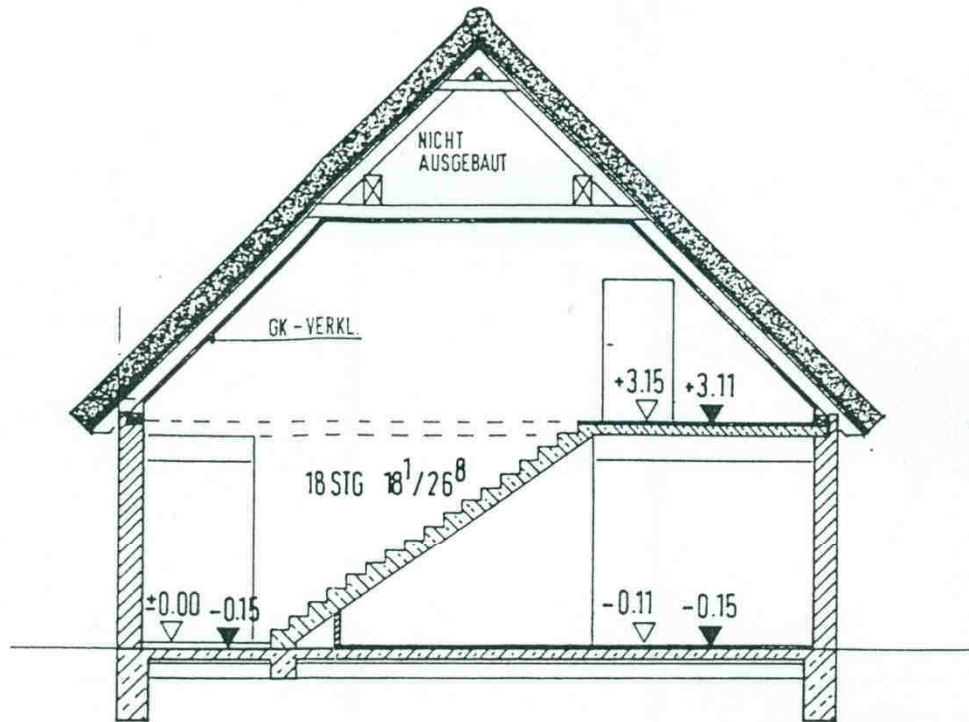 NICHT
AUSGEBAUT
GK-VERKL.
+3.15 +3.11
18 STG 18¹/26⁸
±0.00 -0.15
-0.11 -0.15